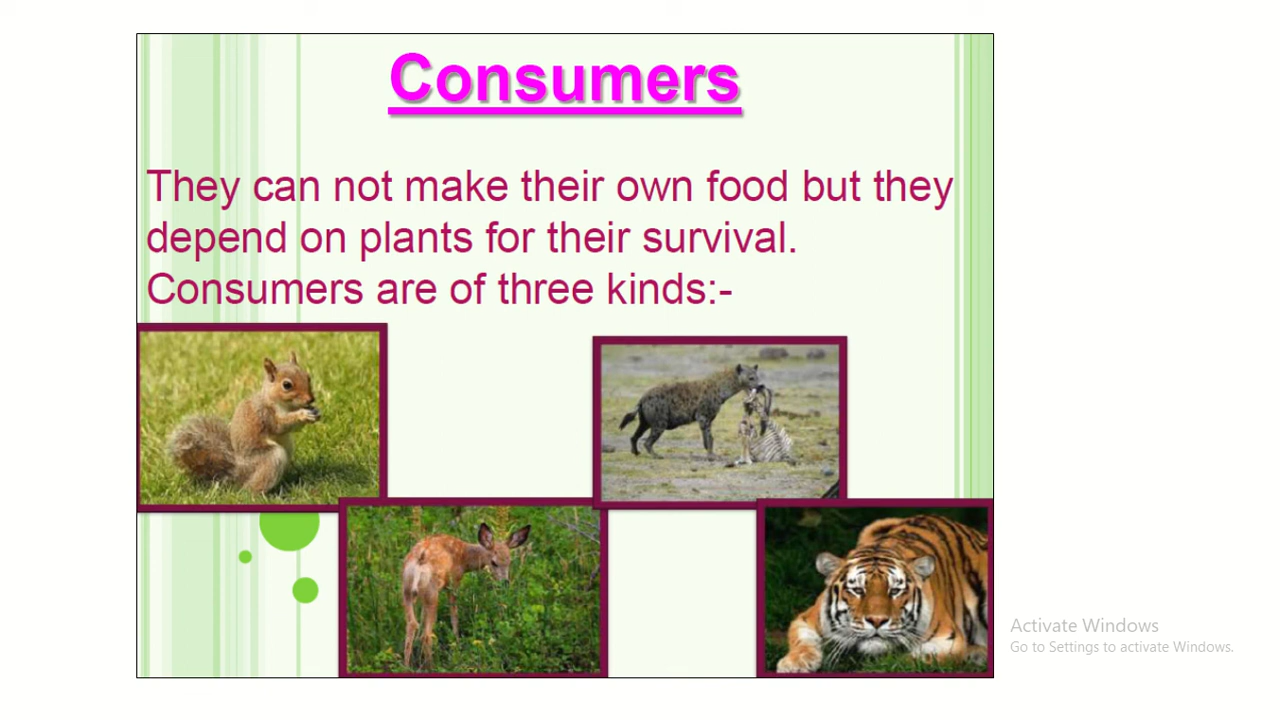 Consumers
They can not make their own food but they
depend on plants for their survival.
Consumers are of three kinds:-
Activate Windows
Go to Settings to activate Windows.